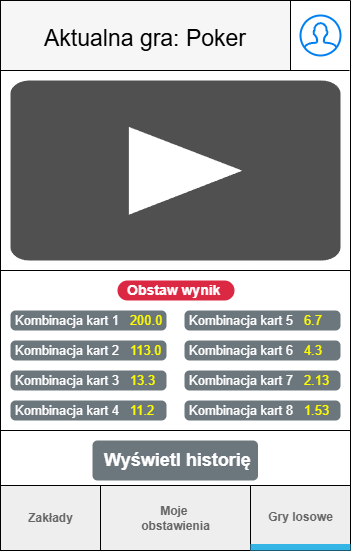 Aktualna gra: Poker
Obstaw wynik
Kombinacja kart 1 200.0
Kombinacja kart 5 6.7
Kombinacja kart 2 113.0
Kombinacja kart 6 4.3
Kombinacja kart 3 13.3
Kombinacja kart 7 2.13
Kombinacja kart 4 11.2
Kombinacja kart 8 1.53
Wyświetl historię
Zakłady
Moje
obstawienia
Gry losowe